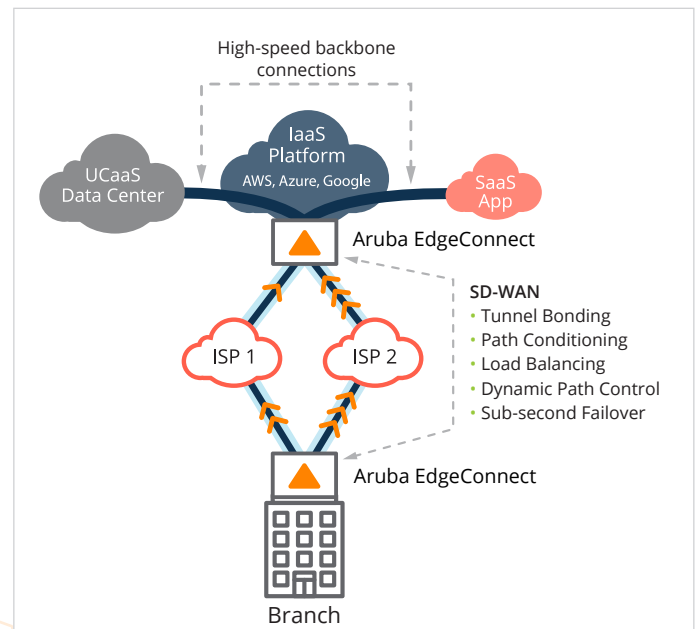 High-speed backbone
connections
IaaS
Platform
AWS, Azure, Google
UCaaS
Data Center
SaaS
App
Aruba EdgeConnect
SD-WAN
• Tunnel Bonding
• Path Conditioning
• Load Balancing
• Dynamic Path Control
• Sub-second Failover
ISP 1
ISP 2
Aruba EdgeConnect
Branch